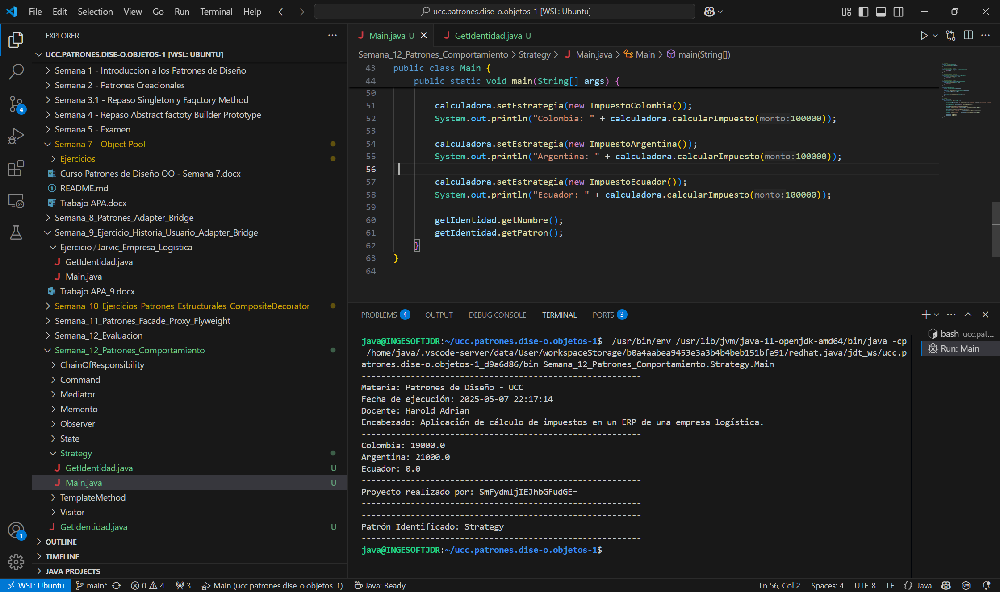 File Edit Selection View Go Run Terminal Help
ucc.patrones.dise-o.objetos-1 [WSL: Ubuntu]
EXPLORER
UCC.PATRONES.DISE-O.OBJETOS-1 [WSL: UBUNTU]
Semana 1 - Introducción a los Patrones de Diseño
Semana 2 - Patrones Creacionales
Semana 3.1 - Repaso Singleton y Faqctory Method
Semana 4 - Repaso Abstract factoty Builder Prototype
Semana 5 - Examen
Semana 7 - Object Pool
Ejercicios
Curso Patrones de Diseño OO - Semana 7.docx
README.md
Trabajo APA.docx
Semana_8_Patrones_Adapter_Bridge
Semana_9_Ejercicio_Historia_Usuario_Adapter_Bridge
Ejercicio/Jarvic_Empresa_Logistica
GetIdentidad.java
Main.java
Trabajo APA_9.docx
Semana_10_Ejercicios_Patrones_Estructurales_CompositeDecorator
Semana_11_Patrones_Facade_Proxy_Flyweight
Semana_12_Evaluacion
Semana_12_Patrones_Comportamiento
ChainOfResponsibility
Command
Mediator
Memento
Observer
State
Strategy
GetIdentidad.java U
Main.java U
TemplateMethod
Visitor
GetIdentidad.java U
OUTLINE
TIMELINE
JAVA PROJECTS
4
1
Main.java U
GetIdentidad.java U
Semana_12_Patrones_Comportamiento > Strategy > Main.java > Main > main(String[])
43 public class Main {
44 public static void main(String[] args) {
50
51 calculadora.setEstrategia(new ImpuestoColombia());
52 System.out.println("Colombia: " + calculadora.calcularImpuesto(monto:100000));
53
54 calculadora.setEstrategia(new ImpuestoArgentina());
55 System.out.println("Argentina: " + calculadora.calcularImpuesto(monto:100000));
56
57 calculadora.setEstrategia(new ImpuestoEcuador());
58 System.out.println("Ecuador: " + calculadora.calcularImpuesto(monto:100000));
59
60 getIdentidad.getNombre();
61 getIdentidad.getPatron();
62 }
63 }
64
PROBLEMS 4 OUTPUT DEBUG CONSOLE TERMINAL PORTS 3
java@INGESOFTJDR:~/ucc.patrones.dise-o.objetos-1$ /usr/bin/env /usr/lib/jvm/java-11-openjdk-amd64/bin/java -cp
/home/java/.vscode-server/data/User/workspaceStorage/b0a4aabea9453e3a3b4b4beb151bfe91/redhat.java/jdt_ws/ucc.p
atrones.dise-o.objetos-1_d9a6d86/bin Semana_12_Patrones_Comportamiento.Strategy.Main
---------------------------------------------------------
Materia: Patrones de Diseño - UCC
Fecha de ejecución: 2025-05-07 22:17:14
Docente: Harold Adrian
Encabezado: Aplicación de cálculo de impuestos en un ERP de una empresa logística.
---------------------------------------------------------
Colombia: 19000.0
Argentina: 21000.0
Ecuador: 0.0
---------------------------------------------------------
Proyecto realizado por: SmFydmljIEJhbGFudGE=
---------------------------------------------------------
---------------------------------------------------------
Patrón Identificado: Strategy
---------------------------------------------------------
java@INGESOFTJDR:~/ucc.patrones.dise-o.objetos-1$
bash ucc.pat...
Run: Main
WSL: Ubuntu main* 0 4 3 Main (ucc.patrones.dise-o.objetos-1) Java: Ready Ln 56, Col 2 Spaces: 4 UTF-8 LF {} Java